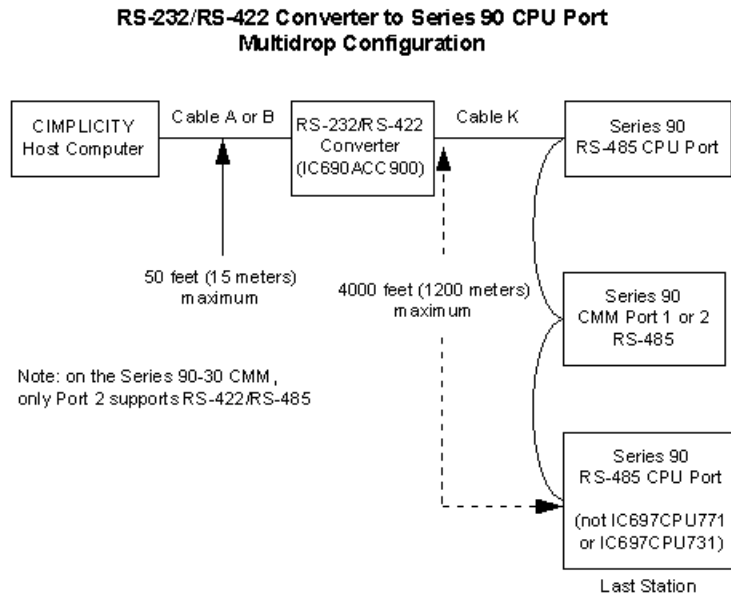 RS-232/RS-422 Converter to Series 90 CPU Port
Multidrop Configuration
CIMPLICITY
Host Computer
Cable A or B
RS-232/RS-422
Converter
(IC690ACC900)
Cable K
Series 90
RS-485 CPU Port
50 feet (15 meters)
maximum
4000 feet (1200 meters)
maximum
Series 90
CMM Port 1 or 2
RS-485
Note: on the Series 90-30 CMM,
only Port 2 supports RS-422/RS-485
Series 90
RS-485 CPU Port
(not IC697CPU771
or IC697CPU731)
Last Station